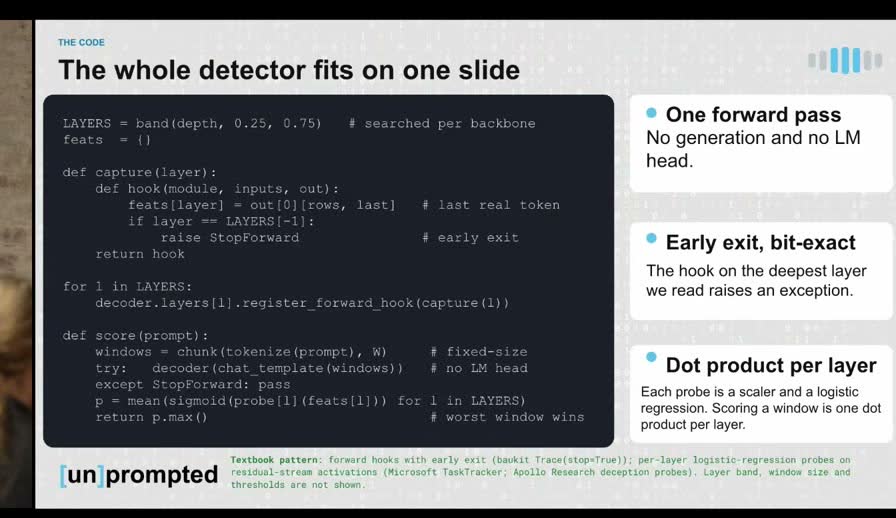 THE CODE
The whole detector fits on one slide
LAYERS = band(depth, 0.25, 0.75)   # searched per backbone
feats  = {}
def capture(layer):
    def hook(module, inputs, out):
        feats[layer] = out[0][rows, last]   # last real token
        if layer == LAYERS[-1]:
            raise StopForward               # early exit
    return hook
for l in LAYERS:
    decoder.layers[l].register_forward_hook(capture(l))
def score(prompt):
    windows = chunk(tokenize(prompt), W)     # fixed-size
    try:   decoder(chat_template(windows))   # no LM head
    except StopForward: pass
    p = mean(sigmoid(probe[l](feats[l])) for l in LAYERS)
    return p.max()                           # worst window wins
One forward pass
No generation and no LM
head.
Early exit, bit-exact
The hook on the deepest layer
we read raises an exception.
Dot product per layer
Each probe is a scaler and a logistic
regression. Scoring a window is one dot
product per layer.
[un]prompted
Textbook pattern: forward hooks with early exit (baukit Trace(stop=True)); per-layer logistic-regression probes on
residual-stream activations (Microsoft TaskTracker; Apollo Research deception probes). Layer band, window size and
thresholds are not shown.